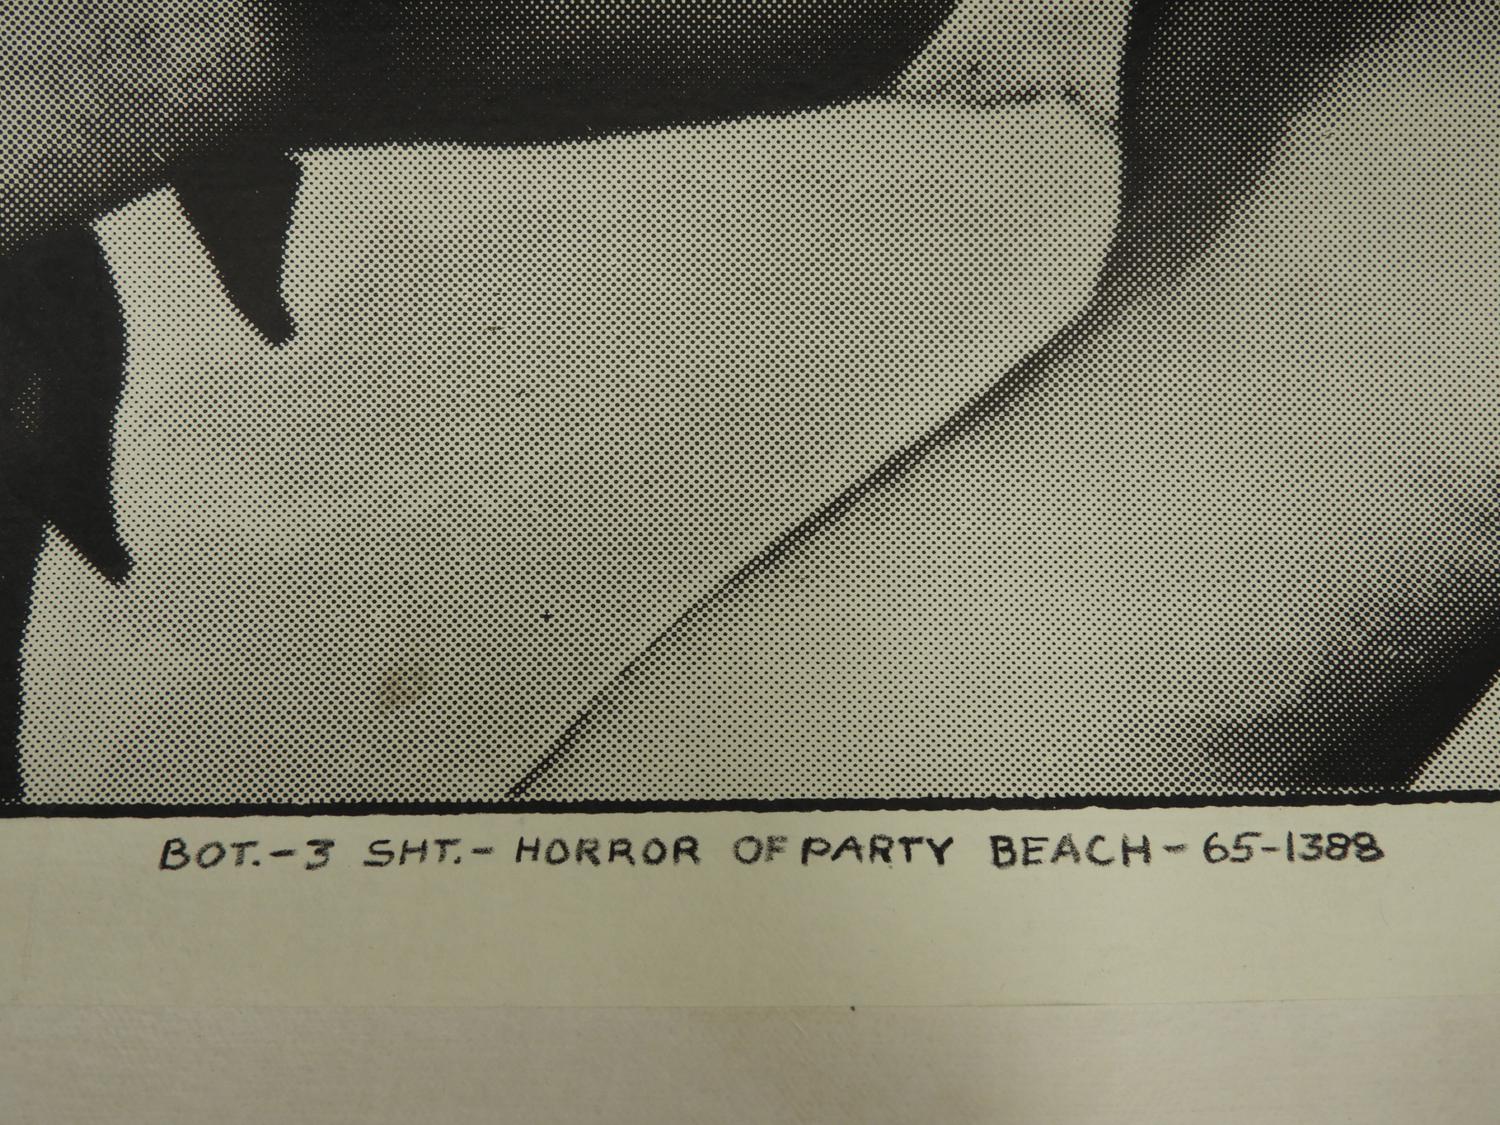 BOT.-3 SHT.- HORROR OF PARTY BEACH - 65-1388